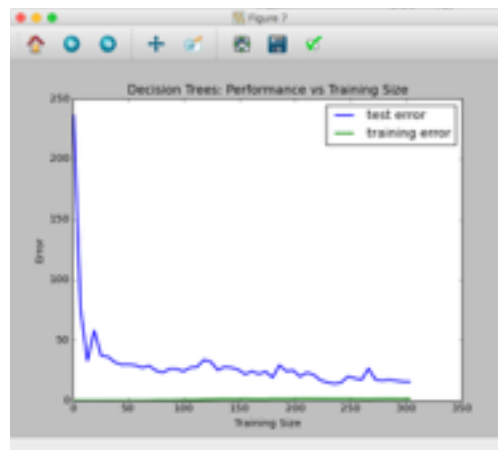 Figure 7
Decision Trees: Performance vs Training Size
250
200
150
100
50
0
Error
test error
training error
0 50 100 150 200 250 300 350
Training Size